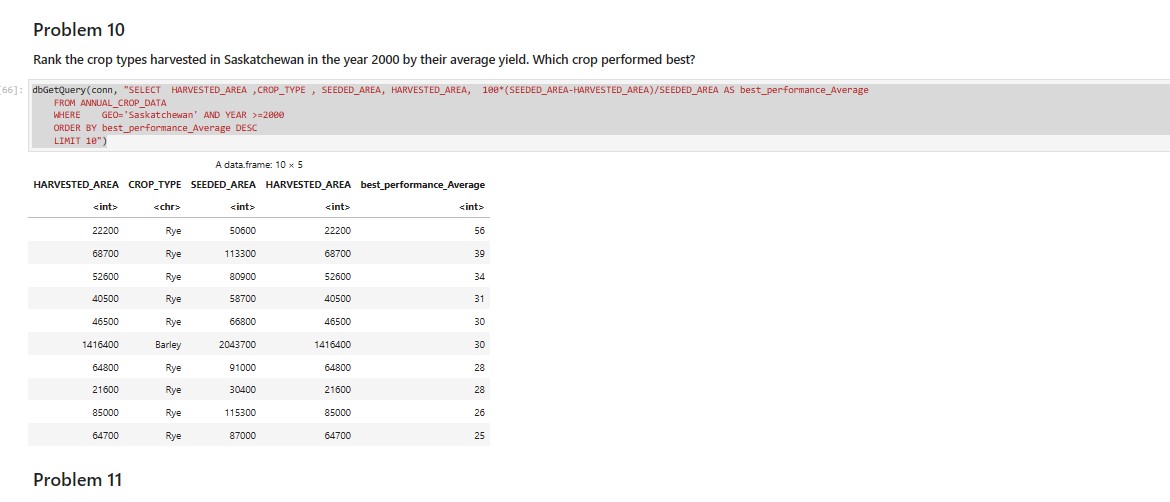 Problem 10
Rank the crop types harvested in Saskatchewan in the year 2000 by their average yield. Which crop performed best?
[66]: dbGetQuery(conn, "SELECT HARVESTED_AREA ,CROP_TYPE , SEEDED_AREA, HARVESTED_AREA, 100*(SEEDED_AREA-HARVESTED_AREA)/SEEDED_AREA AS best_performance_Average
FROM ANNUAL_CROP_DATA
WHERE GEO='Saskatchewan' AND YEAR >=2000
ORDER BY best_performance_Average DESC
LIMIT 10")
A data.frame: 10 × 5
HARVESTED_AREA CROP_TYPE SEEDED_AREA HARVESTED_AREA best_performance_Average
<int> <chr> <int> <int> <int>
22200 Rye 50600 22200 56
68700 Rye 113300 68700 39
52600 Rye 80900 52600 34
40500 Rye 58700 40500 31
46500 Rye 66800 46500 30
1416400 Barley 2043700 1416400 30
64800 Rye 91000 64800 28
21600 Rye 30400 21600 28
85000 Rye 115300 85000 26
64700 Rye 87000 64700 25
Problem 11